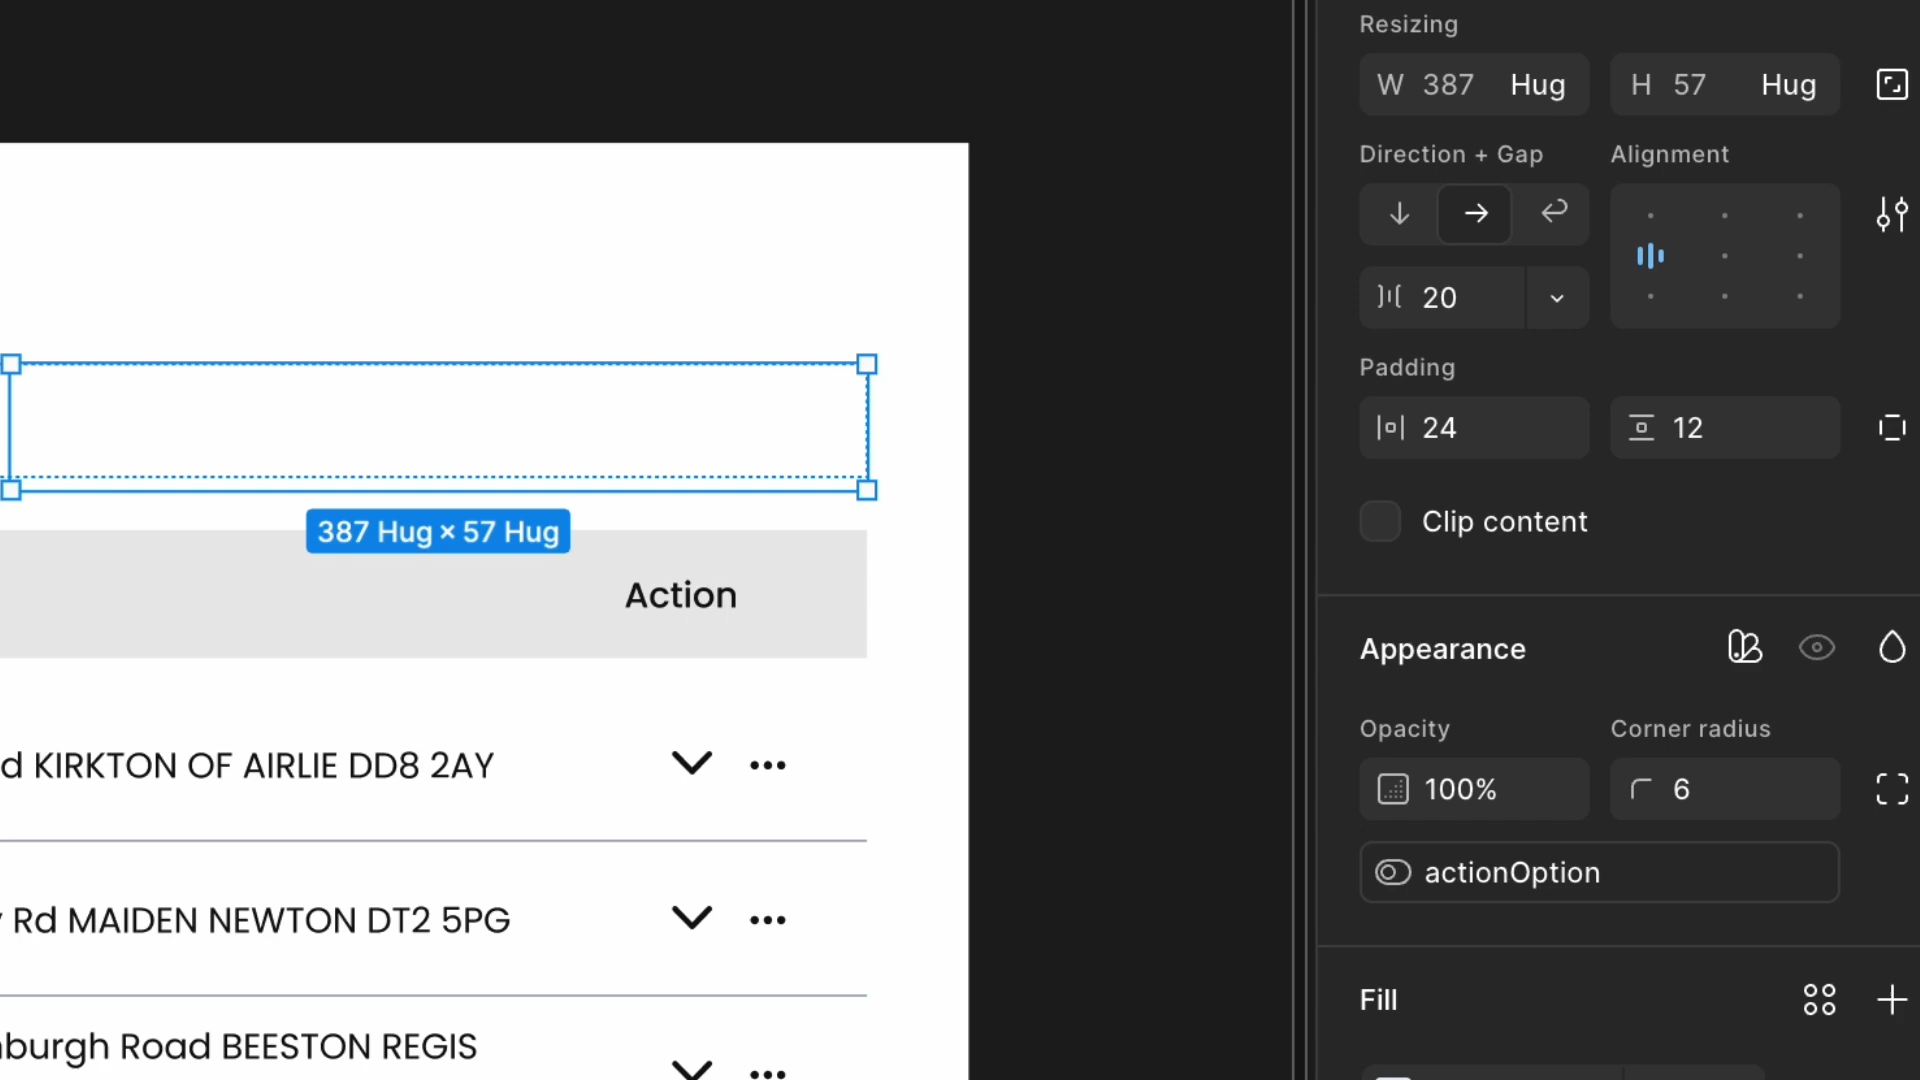 Resizing
W 387 Hug
H 57 Hug
Direction + Gap
Alignment
20
Padding
24
12
Clip content
387 Hug × 57 Hug
Action
Appearance
Opacity
Corner radius
100%
6
actionOption
d KIRKTON OF AIRLIE DD8 2AY
Rd MAIDEN NEWTON DT2 5PG
Fill
burgh Road BEESTON REGIS